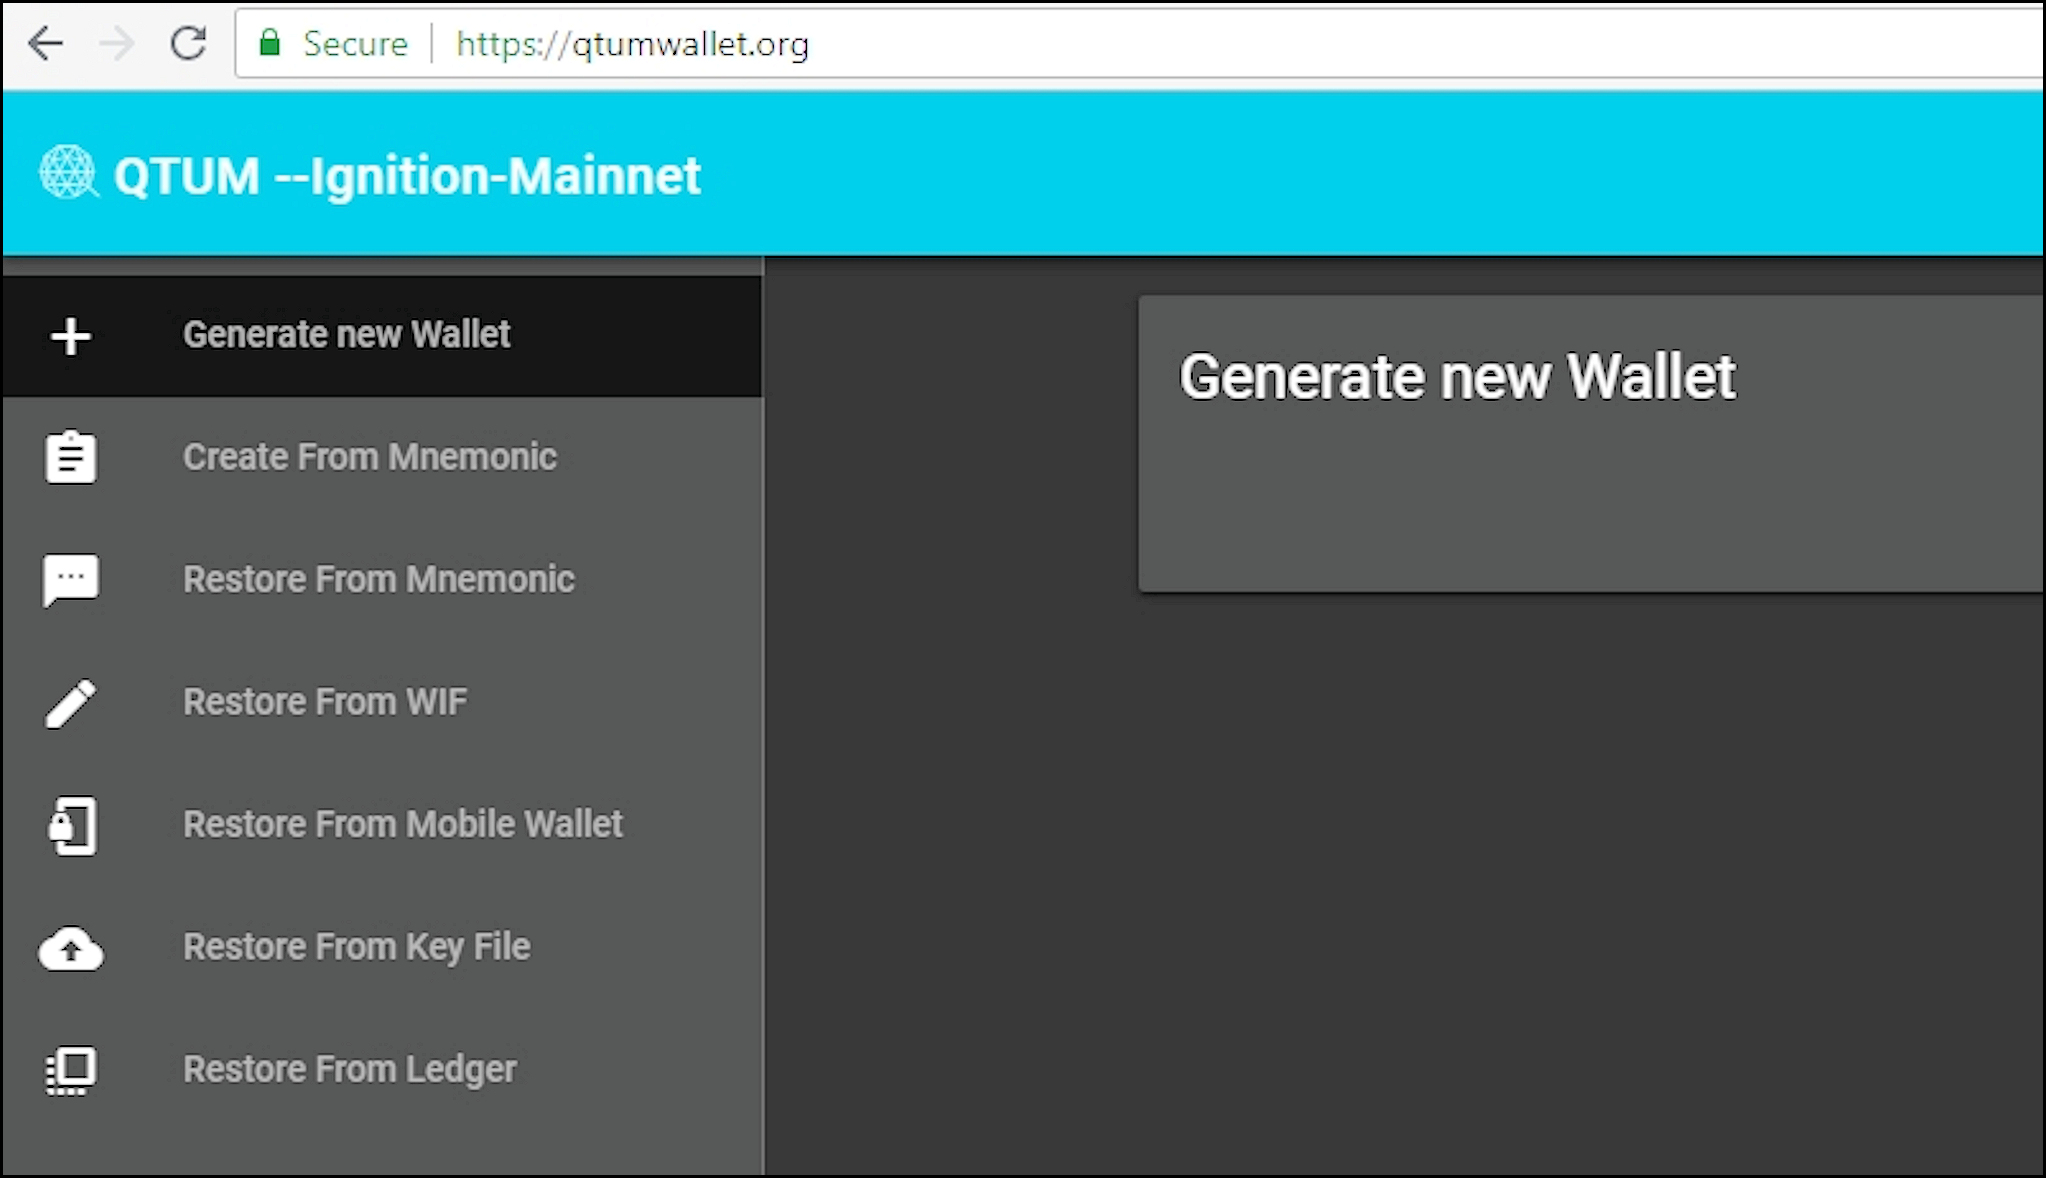 Secure | https://qtumwallet.org
QTUM --Ignition-Mainnet
Generate new Wallet
Create From Mnemonic
Restore From Mnemonic
Restore From WIF
Restore From Mobile Wallet
Restore From Key File
Restore From Ledger
Generate new Wallet